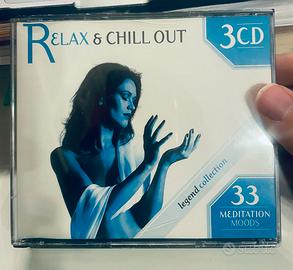 RELAX & CHILL OUT
3CD
legend collection
33
MEDITATION
MOODS